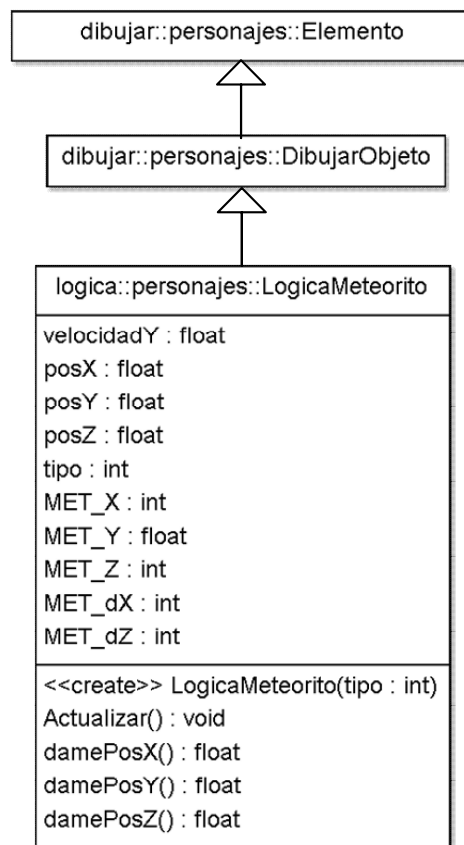 dibujar::personajes::Elemento
dibujar::personajes::DibujarObjeto
logica::personajes::LogicaMeteorito
velocidadY : float
posX : float
posY : float
posZ : float
tipo : int
MET_X : int
MET_Y : float
MET_Z : int
MET_dX : int
MET_dZ : int
<<create>> LogicaMeteorito(tipo : int)
Actualizar() : void
damePosX() : float
damePosY() : float
damePosZ() : float